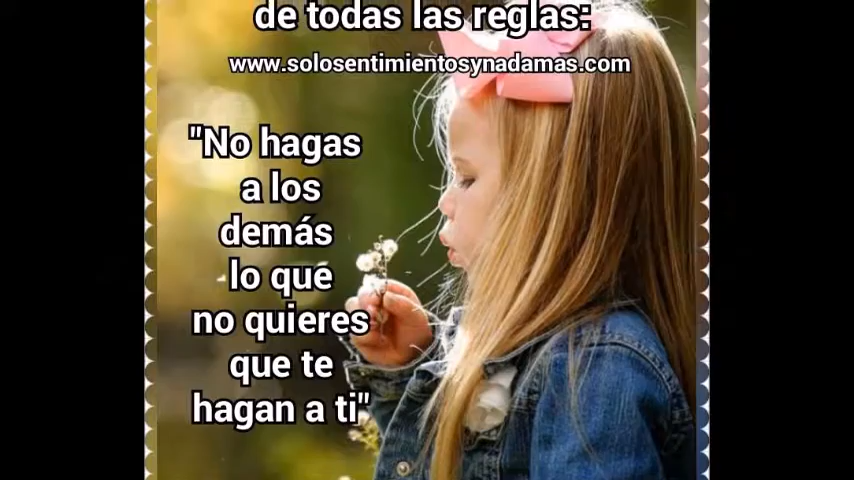 de todas las reglas:
www.solosentimientosynadamas.com
"No hagas
a los
demás
lo que
no quieres
que te
hagan a ti"